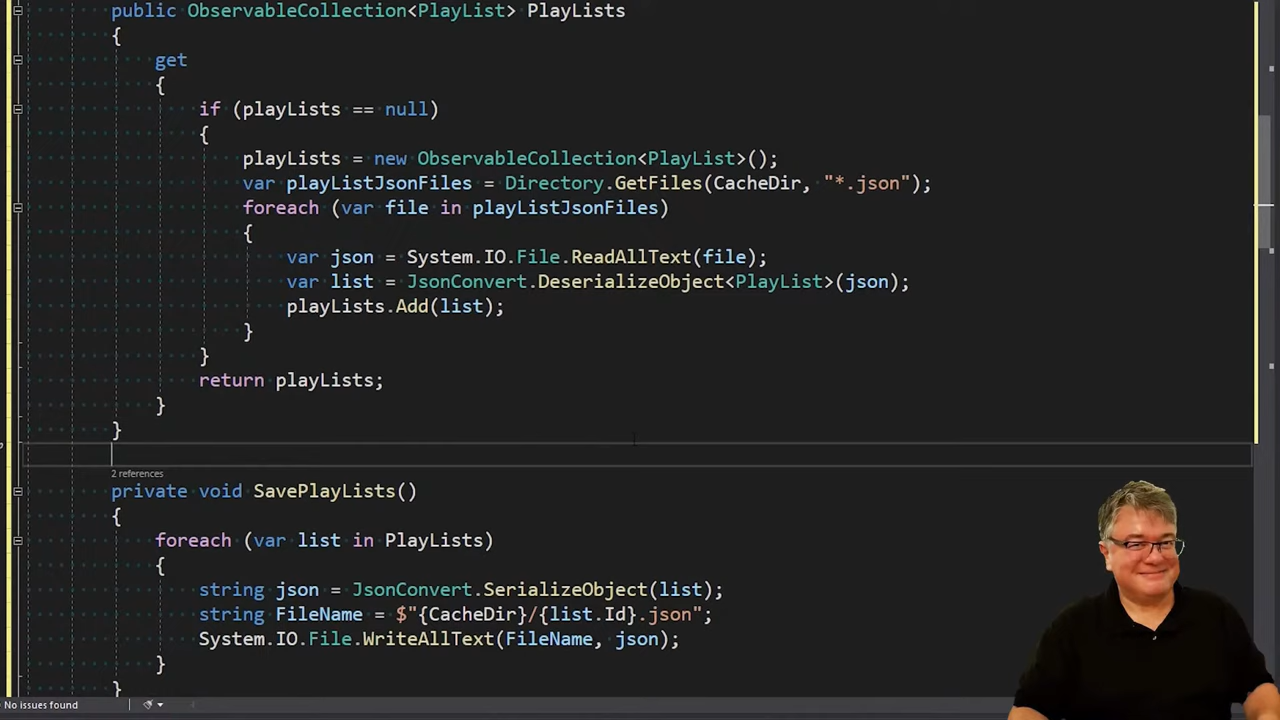 public ObservableCollection<PlayList> PlayLists
{
get
{
if (playLists == null)
{
playLists = new ObservableCollection<PlayList>();
var playListJsonFiles = Directory.GetFiles(CacheDir, "*.json");
foreach (var file in playListJsonFiles)
{
var json = System.IO.File.ReadAllText(file);
var list = JsonConvert.DeserializeObject<PlayList>(json);
playLists.Add(list);
}
}
return playLists;
}
}
2 references
private void SavePlayLists()
{
foreach (var list in PlayLists)
{
string json = JsonConvert.SerializeObject(list);
string FileName = $"{CacheDir}/{list.Id}.json";
System.IO.File.WriteAllText(FileName, json);
}
}
No issues found